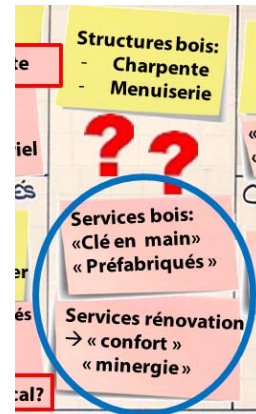 Structures bois:
- Charpente
- Menuiserie
te
??
iel
«
és
Services bois:
«Clé en main»
« Préfabriqués »
er
és
Services rénovation
→ « confort »
« minergie »
cal?